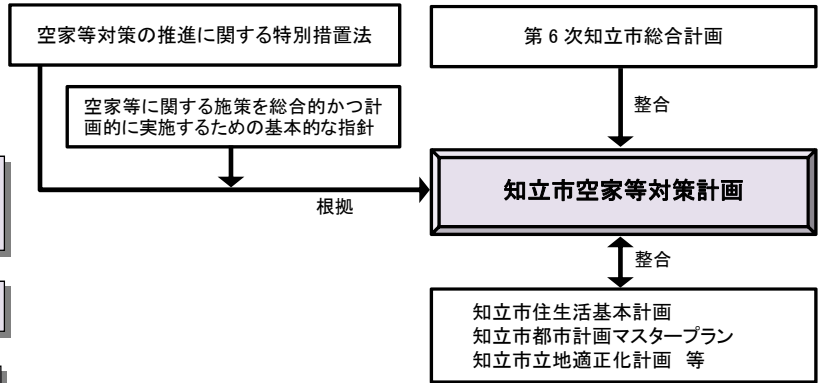 空家等対策の推進に関する特別措置法
第6次知立市総合計画
空家等に関する施策を総合的かつ計
画的に実施するための基本的な指針
整合
知立市空家等対策計画
根拠
整合
知立市住生活基本計画
知立市都市計画マスタープラン
知立市立地適正化計画 等